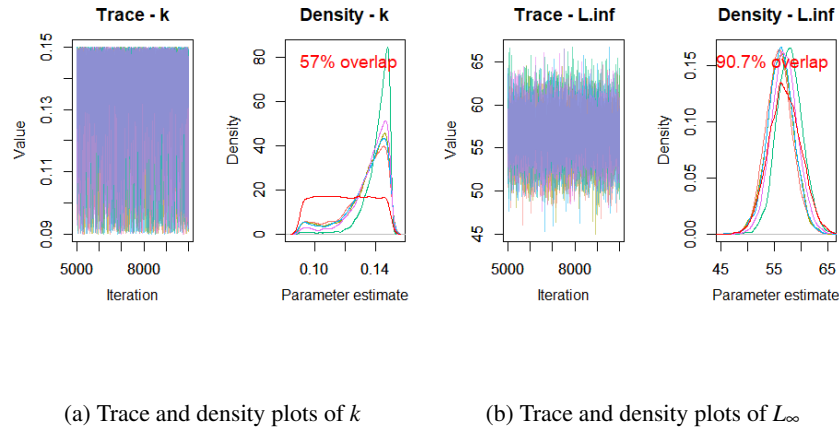 Trace - k
Density - k
Trace - L.inf
Density - L.inf
57% overlap
90.7% overlap
Value
0.09
0.11
0.13
0.15
5000
8000
Iteration
Density
0
20
40
60
80
0.10
0.14
Parameter estimate
Value
45
50
55
60
65
5000
8000
Iteration
Density
0.00
0.05
0.10
0.15
45
55
65
Parameter estimate
(a) Trace and density plots of k
(b) Trace and density plots of L∞